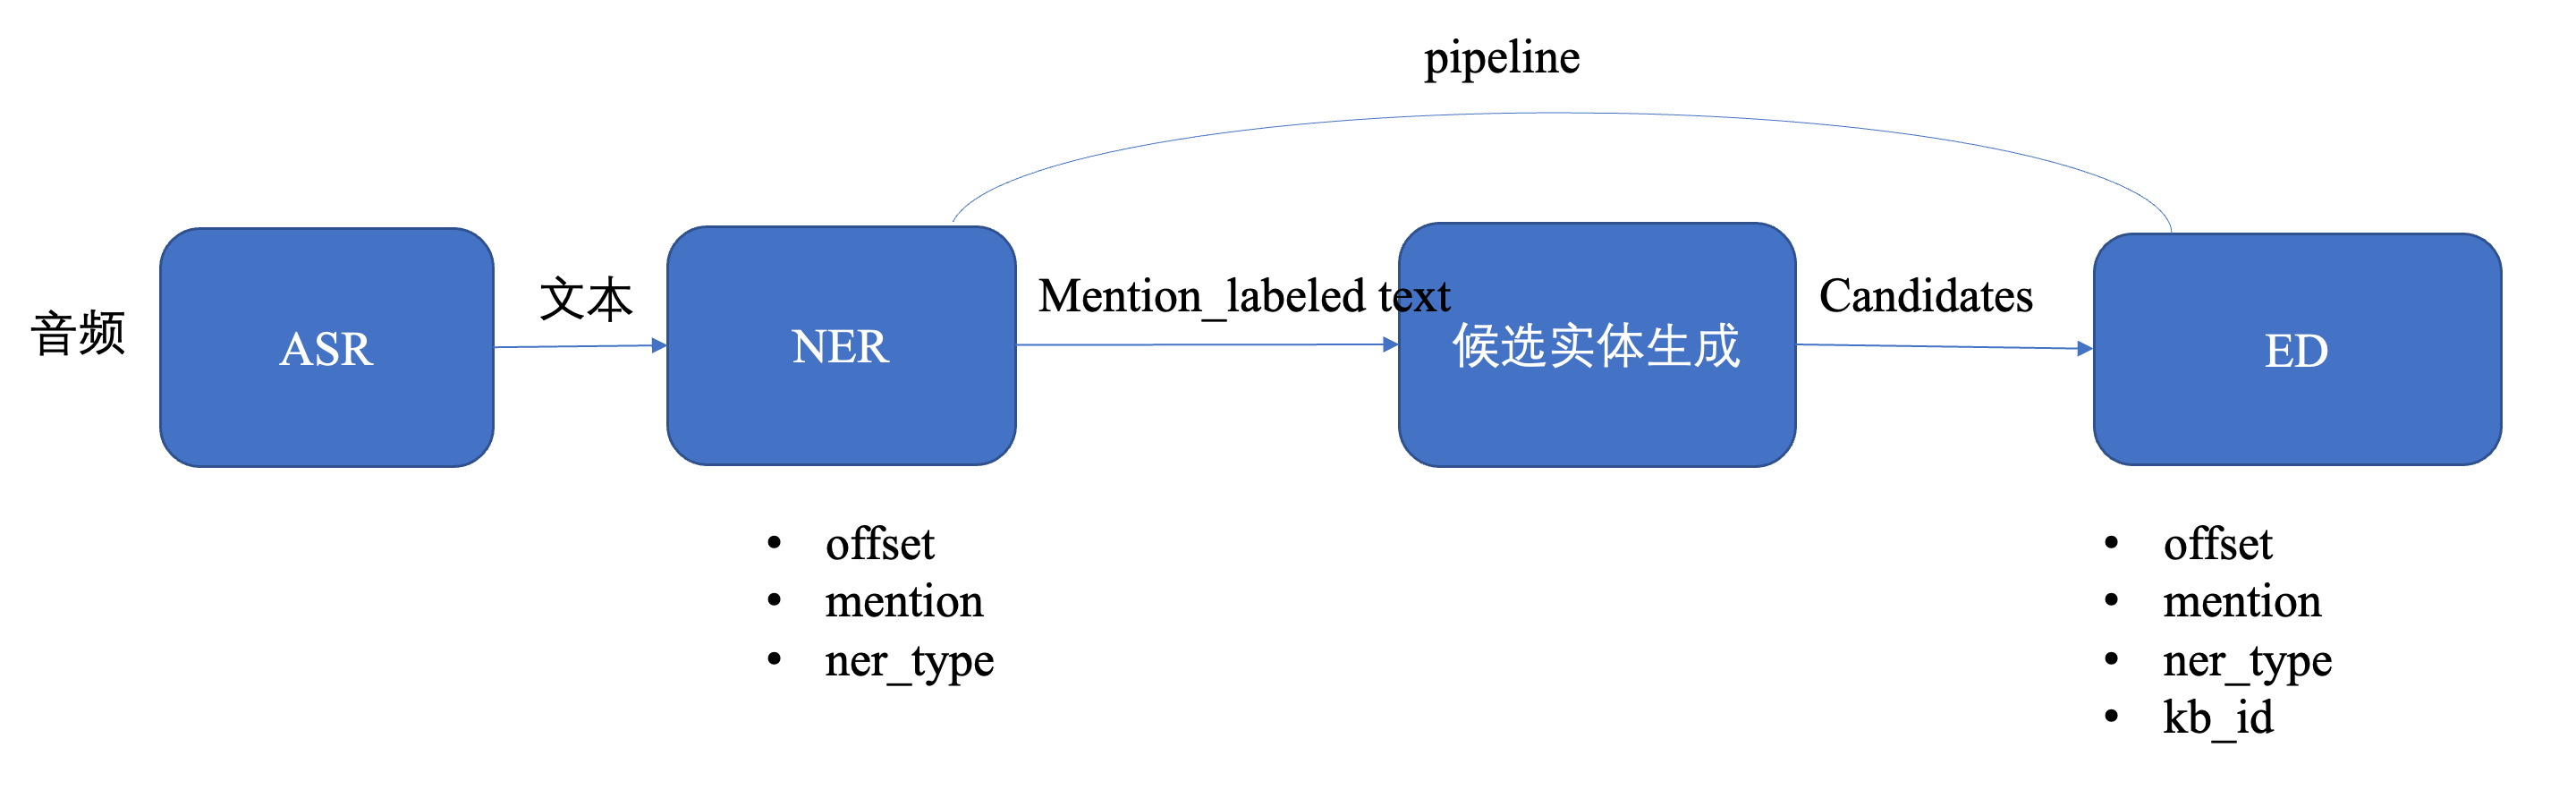 pipeline
音频
ASR
文本
NER
Mention_labeled text
候选实体生成
Candidates
ED
• offset
• mention
• ner_type
• offset
• mention
• ner_type
• kb_id